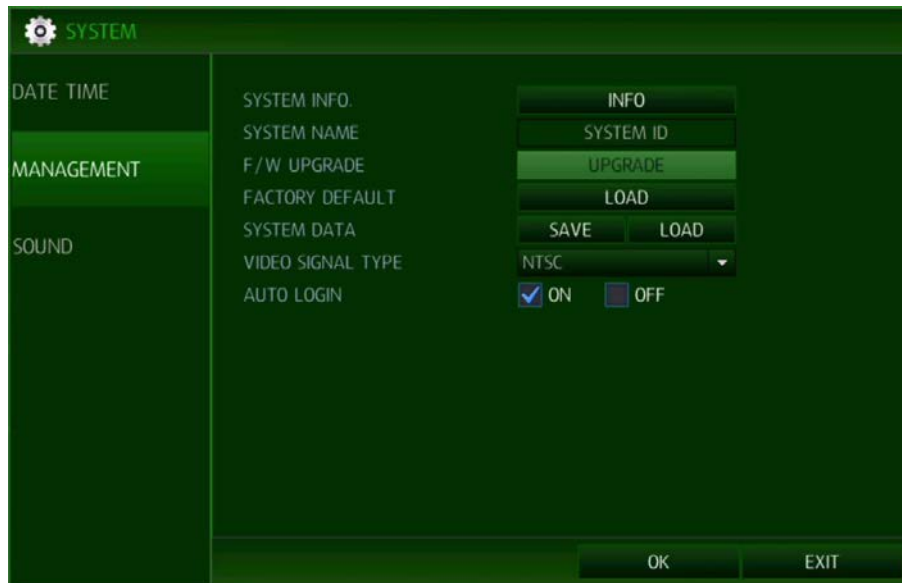 SYSTEM
DATE TIME
MANAGEMENT
SOUND
SYSTEM INFO. INFO
SYSTEM NAME SYSTEM ID
F/W UPGRADE UPGRADE
FACTORY DEFAULT LOAD
SYSTEM DATA SAVE LOAD
VIDEO SIGNAL TYPE NTSC
AUTO LOGIN ON OFF
OK EXIT